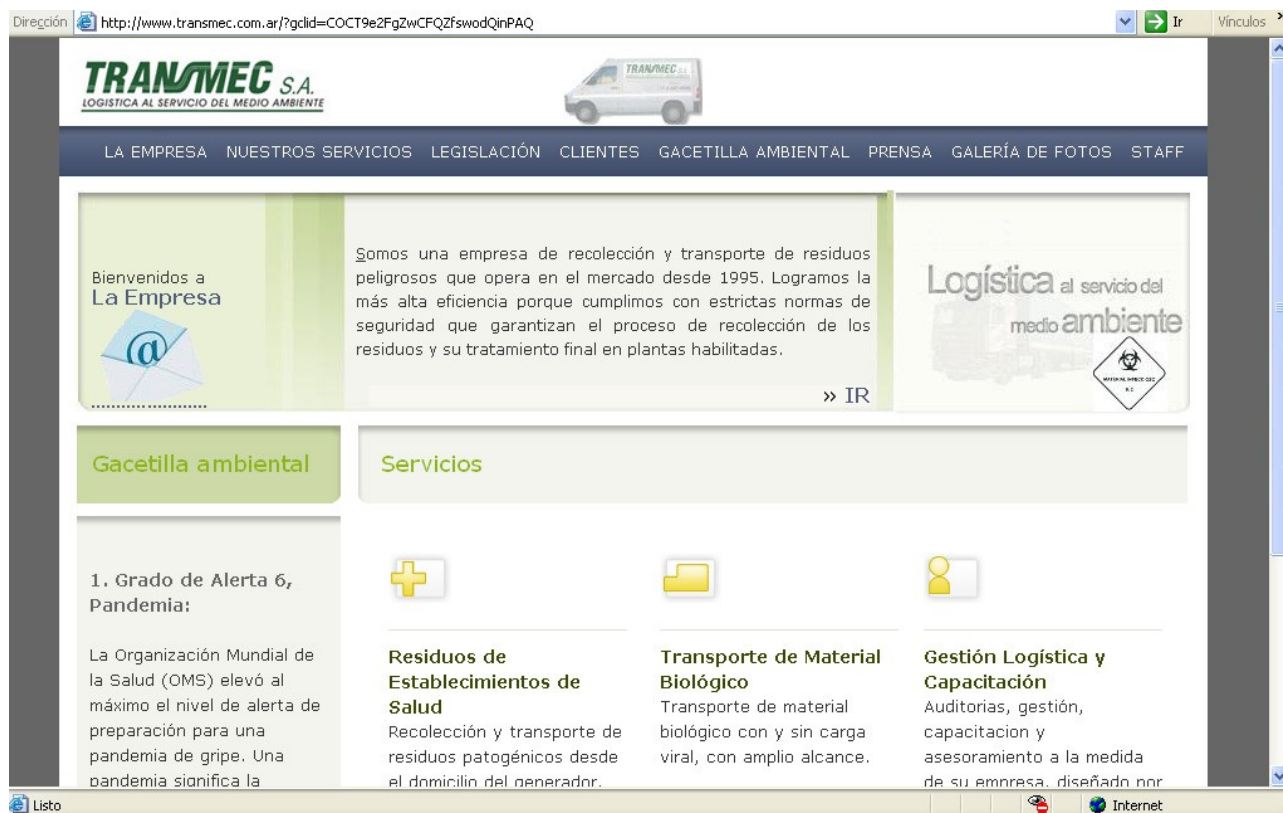 Dirección http://www.transmec.com.ar/?gclid=COCT9e2FgZwCFQZfswodQinPAQ Ir Vínculos
TRANSMEC S.A.
LOGISTICA AL SERVICIO DEL MEDIO AMBIENTE
TRANSMEC S.A.
LA EMPRESA NUESTROS SERVICIOS LEGISLACIÓN CLIENTES GACETILLA AMBIENTAL PRENSA GALERÍA DE FOTOS STAFF
Bienvenidos a
La Empresa
@
Somos una empresa de recolección y transporte de residuos
peligrosos que opera en el mercado desde 1995. Logramos la
más alta eficiencia porque cumplimos con estrictas normas de
seguridad que garantizan el proceso de recolección de los
residuos y su tratamiento final en plantas habilitadas.
» IR
Logística al servicio del
medio ambiente
Gacetilla ambiental
Servicios
1. Grado de Alerta 6,
Pandemia:
La Organización Mundial de
la Salud (OMS) elevó al
máximo el nivel de alerta de
preparación para una
pandemia de gripe. Una
pandemia significa la
Residuos de
Establecimientos de
Salud
Recolección y transporte de
residuos patogénicos desde
el domicilio del generador.
Transporte de Material
Biológico
Transporte de material
biológico con y sin carga
viral, con amplio alcance.
Gestión Logística y
Capacitación
Auditorias, gestión,
capacitacion y
asesoramiento a la medida
de su empresa, diseñado por
Listo Internet